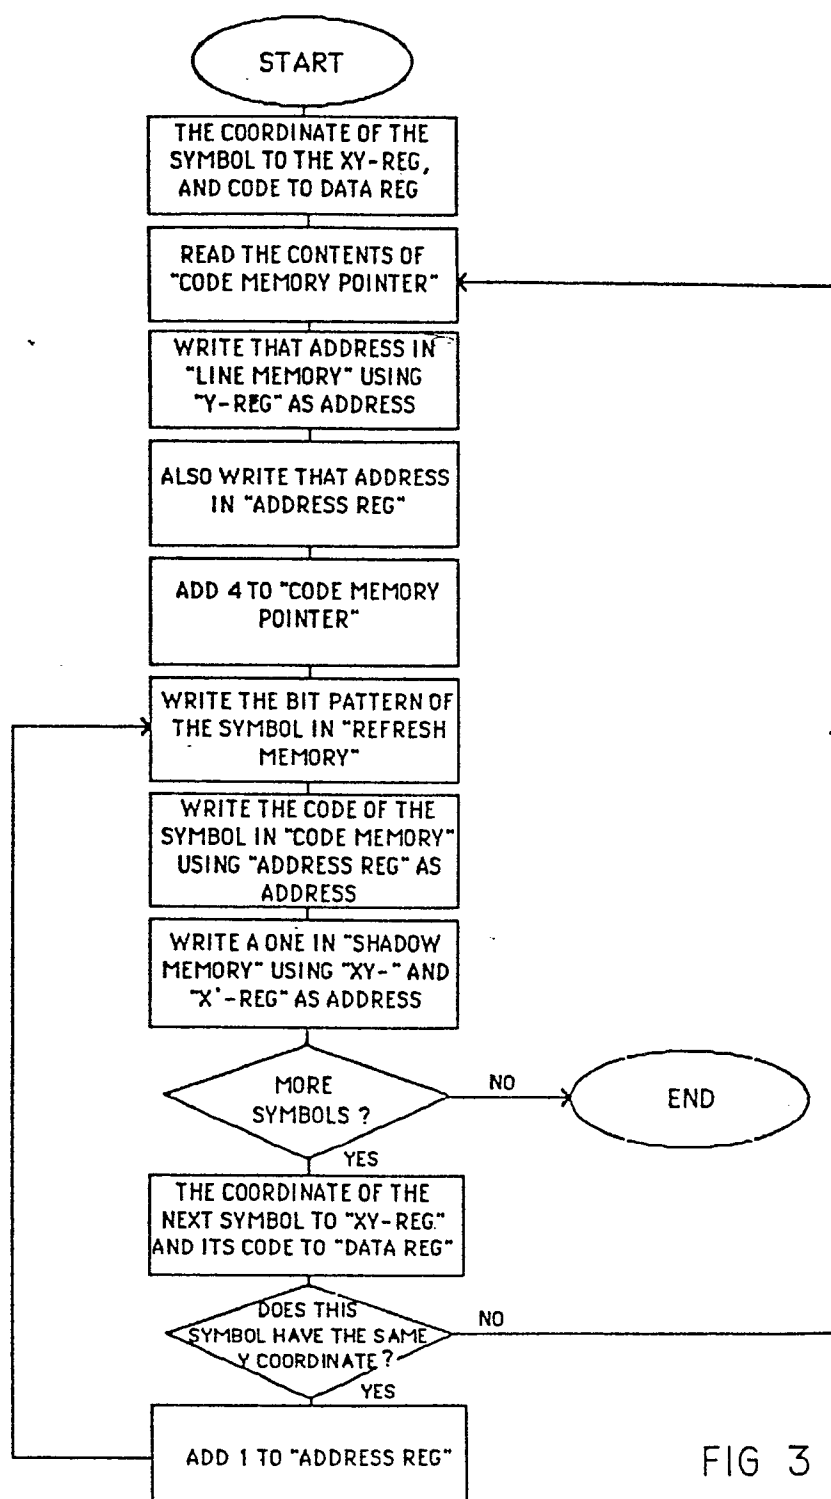 START
THE COORDINATE OF THE
SYMBOL TO THE XY-REG,
AND CODE TO DATA REG
READ THE CONTENTS OF
"CODE MEMORY POINTER"
WRITE THAT ADDRESS IN
"LINE MEMORY" USING
"Y-REG" AS ADDRESS
ALSO WRITE THAT ADDRESS
IN "ADDRESS REG"
ADD 4 TO "CODE MEMORY
POINTER"
WRITE THE BIT PATTERN OF
THE SYMBOL IN "REFRESH
MEMORY"
WRITE THE CODE OF THE
SYMBOL IN "CODE MEMORY"
USING "ADDRESS REG" AS
ADDRESS
WRITE A ONE IN "SHADOW
MEMORY" USING "XY-" AND
"X'-REG" AS ADDRESS
MORE
SYMBOLS ?
NO
END
YES
THE COORDINATE OF THE
NEXT SYMBOL TO "XY-REG."
AND ITS CODE TO "DATA REG"
DOES THIS
SYMBOL HAVE THE SAME
Y COORDINATE ?
NO
YES
ADD 1 TO "ADDRESS REG"
FIG 3